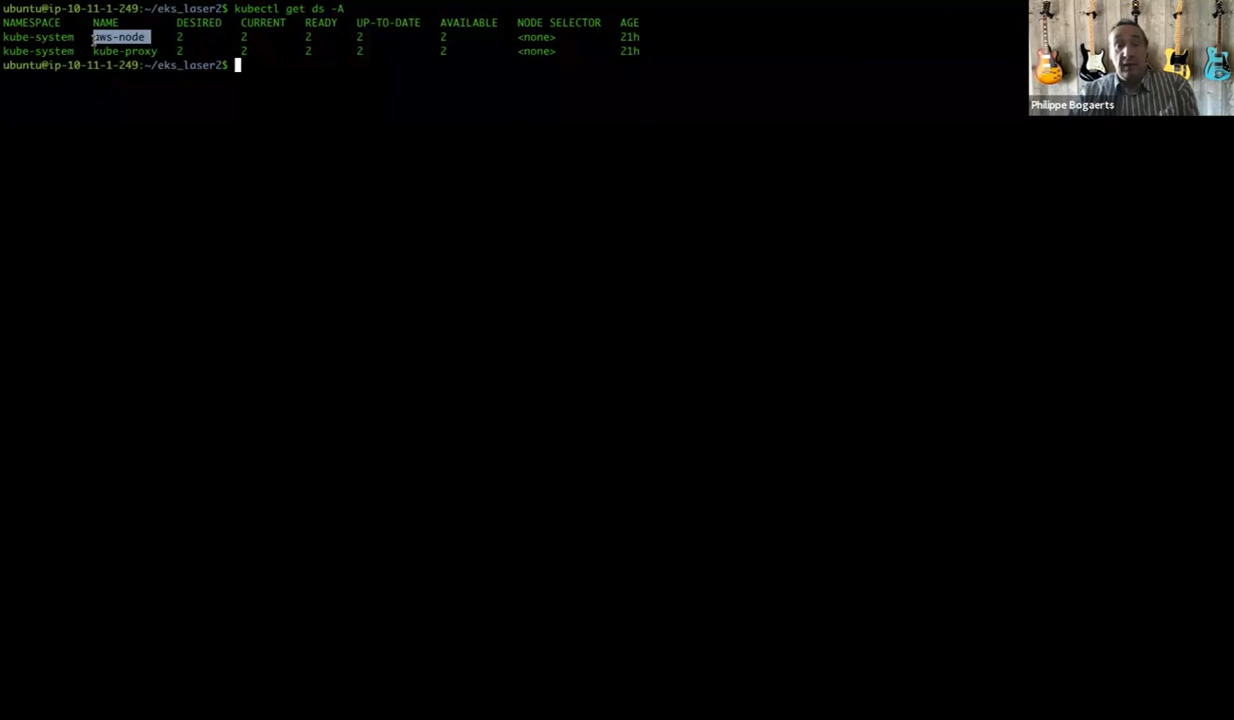 ubuntu@ip-10-11-1-249:~/eks_laser2$ kubectl get ds -A
NAMESPACE NAME DESIRED CURRENT READY UP-TO-DATE AVAILABLE NODE SELECTOR AGE
kube-system aws-node 2 2 2 2 2 <none> 21h
kube-system kube-proxy 2 2 2 2 2 <none> 21h
ubuntu@ip-10-11-1-249:~/eks_laser2$
Philippe Bogaerts